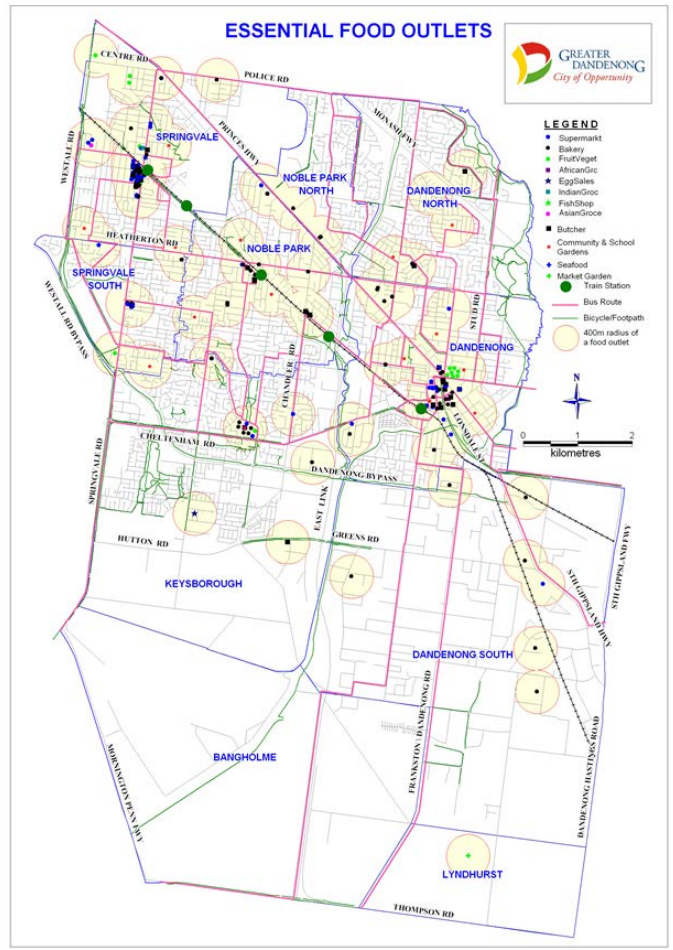 ESSENTIAL FOOD OUTLETS
GREATER
DANDENONG
City of Opportunity
CENTRE RD
POLICE RD
MONASH FWY
PRINCES HWY
WESTALL RD
SPRINGVALE
NOBLE PARK
NORTH
DANDENONG
NORTH
HEATHERTON RD
NOBLE PARK
SPRINGVALE
SOUTH
WESTALL RD BYPASS
STUD RD
DANDENONG
CHANDLER RD
LONSDALE ST
CHELTENHAM RD
DANDENONG BYPASS
SPRINGVALE RD
EAST LINK
HUTTON RD
GREENS RD
KEYSBOROUGH
STH GIPPSLAND FWY
STH GIPPSLAND HWY
DANDENONG SOUTH
FRANKSTON DANDENONG RD
BANGHOLME
MORNINGTON PENN FWY
DANDENONG HASTINGS ROAD
LYNDHURST
THOMPSON RD
LEGEND
Supermarkt
Bakery
FruitVeget
AfricanGrc
EggSales
IndianGroc
FishShop
AsianGroce
Butcher
Community & School
Gardens
Seafood
Market Garden
Train Station
Bus Route
Bicycle/Footpath
400m radius of
a food outlet
N
0 1 2
kilometres